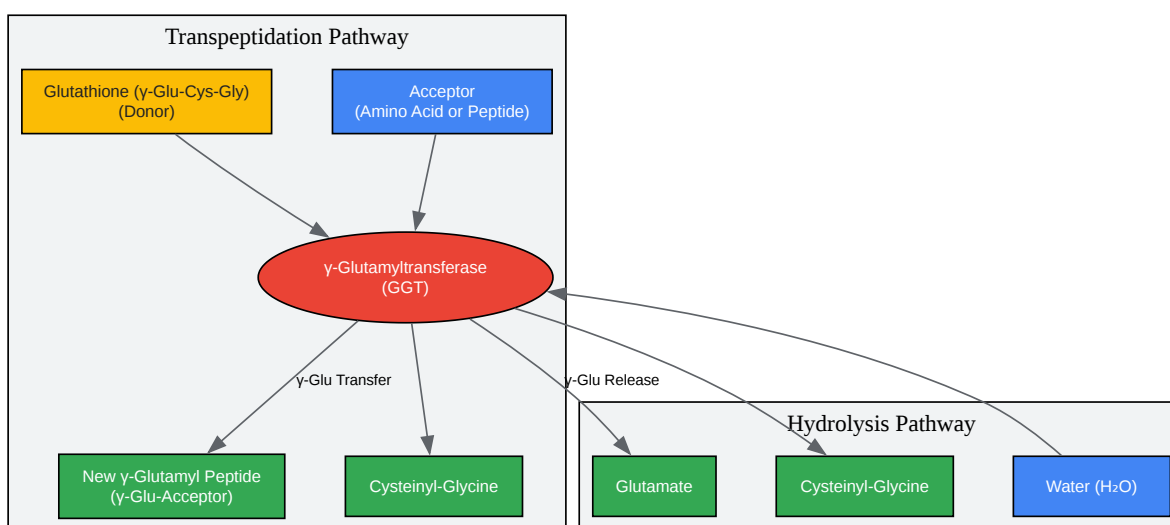 Transpeptidation Pathway
Glutathione (γ-Glu-Cys-Gly)
(Donor)
Acceptor
(Amino Acid or Peptide)
γ-Glutamyltransferase
(GGT)
γ-Glu Transfer
γ-Glu Release
Hydrolysis Pathway
New γ-Glutamyl Peptide
(γ-Glu-Acceptor)
Cysteinyl-Glycine
Glutamate
Cysteinyl-Glycine
Water (H₂O)